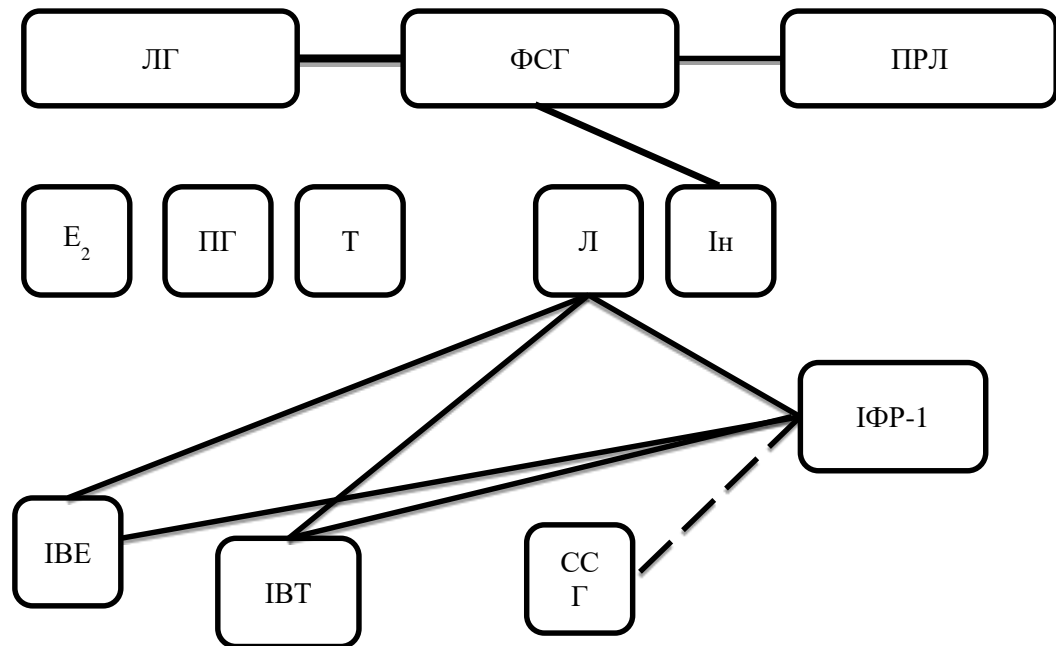 ЛГ
ФСГ
ПРЛ
Е₂
ПГ
Т
Л
Ін
ІФР-1
ІВЕ
ІВТ
СС
Г